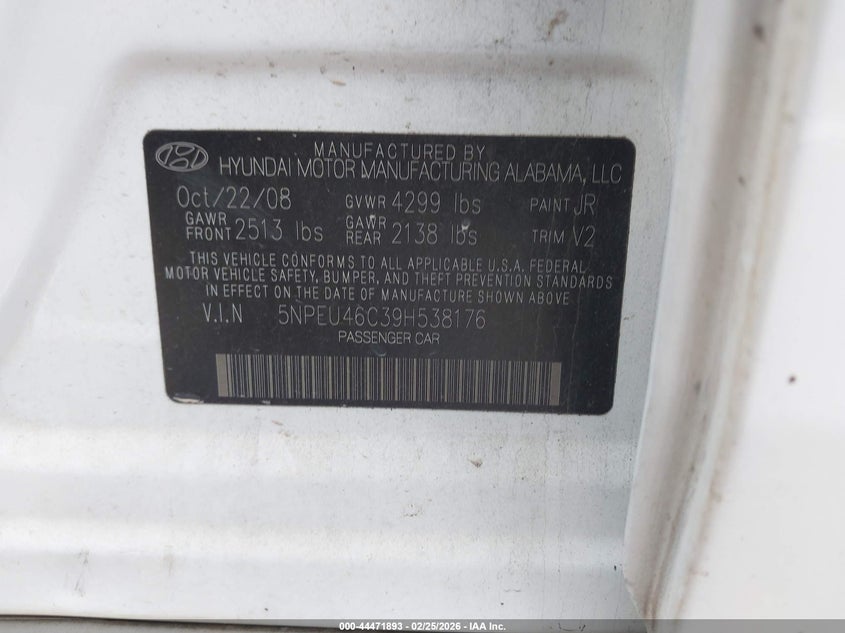 MANUFACTURED BY
HYUNDAI MOTOR MANUFACTURING ALABAMA, LLC
Oct/22/08 GVWR 4299 lbs PAINT JR
GAWR FRONT 2513 lbs GAWR REAR 2138 lbs TRIM V2
THIS VEHICLE CONFORMS TO ALL APPLICABLE U.S.A. FEDERAL
MOTOR VEHICLE SAFETY, BUMPER, AND THEFT PREVENTION STANDARDS
IN EFFECT ON THE DATE OF MANUFACTURE SHOWN ABOVE.
V.I.N 5NPEU46C39H538176
PASSENGER CAR
000-44471893 - 02/25/2026 - IAA Inc.